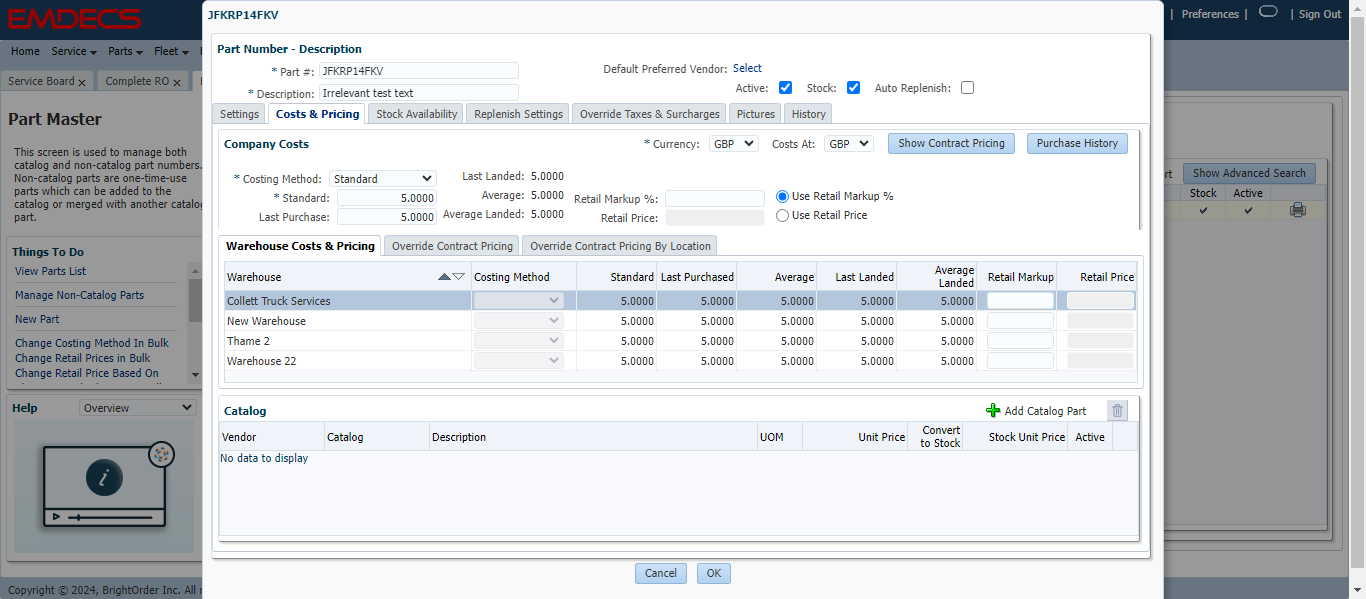 EMDECS
Preferences |
| Sign Out
Home Service Parts Fleet
Service Board x Complete RO x
Part Master
This screen is used to manage both
catalog and non-catalog part numbers.
Non-catalog parts are one-time-use
parts which can be added to the
catalog or merged with another catalog
part.
Things To Do
View Parts List
Manage Non-Catalog Parts
New Part
Change Costing Method In Bulk
Change Retail Prices in Bulk
Change Retail Price Based On
Help Overview
Copyright © 2024, BrightOrder Inc. All
JFKRP14FKV
Part Number - Description
* Part #: JFKRP14FKV
* Description: Irrelevant test text
Default Preferred Vendor: Select
Active: Stock: Auto Replenish:
Settings Costs & Pricing Stock Availability Replenish Settings Override Taxes & Surcharges Pictures History
Company Costs
* Currency: GBP Costs At: GBP Show Contract Pricing Purchase History
* Costing Method: Standard
* Standard: 5.0000
Last Purchase: 5.0000
Last Landed: 5.0000
Average: 5.0000
Average Landed: 5.0000
Retail Markup %:
Retail Price:
Use Retail Markup %
Use Retail Price
Warehouse Costs & Pricing Override Contract Pricing Override Contract Pricing By Location
Warehouse Costing Method Standard Last Purchased Average Last Landed Average Landed Retail Markup Retail Price
Collett Truck Services 5.0000 5.0000 5.0000 5.0000 5.0000
New Warehouse 5.0000 5.0000 5.0000 5.0000 5.0000
Thame 2 5.0000 5.0000 5.0000 5.0000 5.0000
Warehouse 22 5.0000 5.0000 5.0000 5.0000 5.0000
Catalog Add Catalog Part
Vendor Catalog Description UOM Unit Price Convert to Stock Stock Unit Price Active
No data to display
Cancel OK
Show Advanced Search
Stock Active